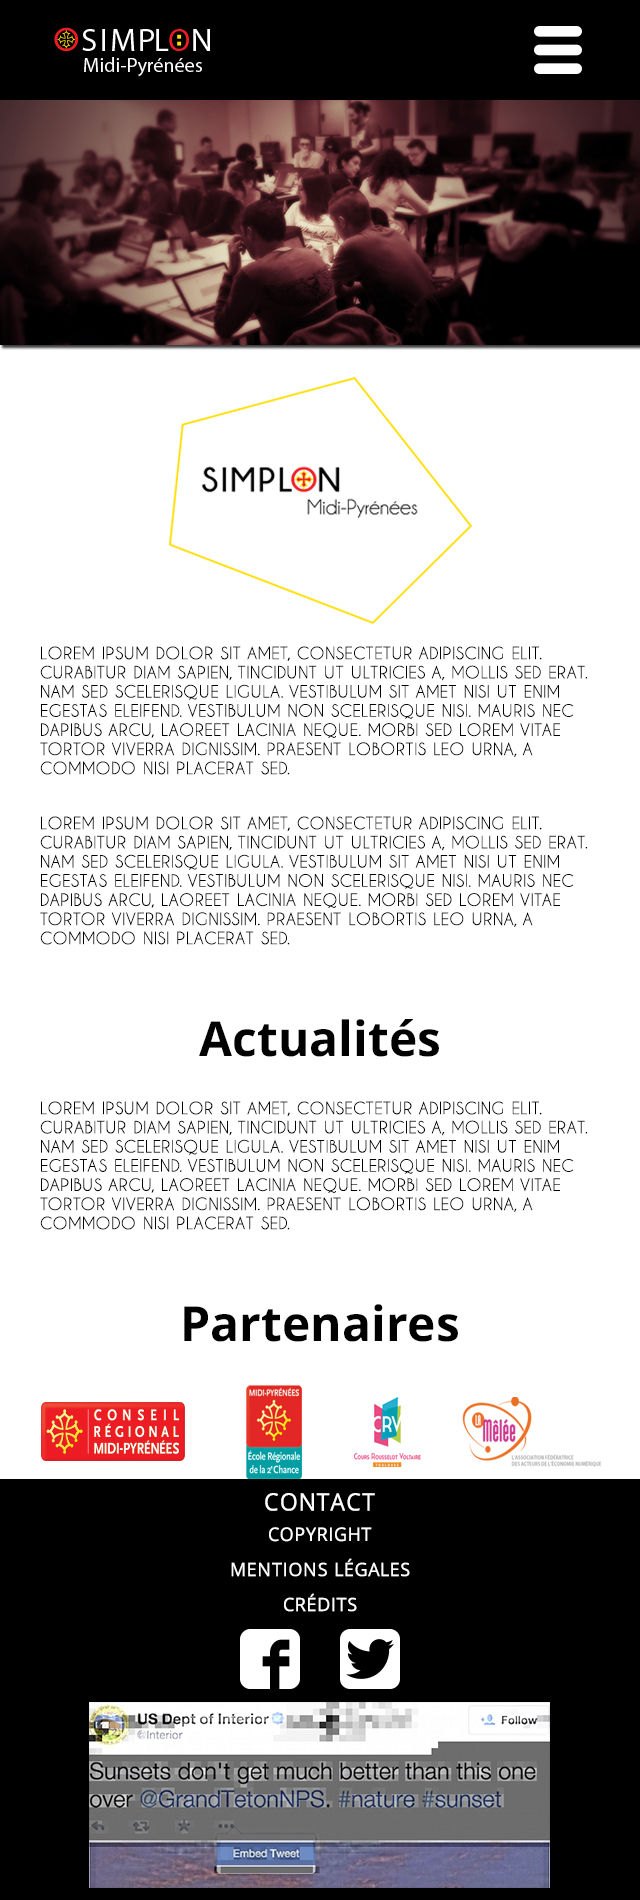 SIMPLON
Midi-Pyrénées
SIMPLON
Midi-Pyrénées
LOREM IPSUM DOLOR SIT AMET, CONSECTETUR ADIPISCING ELIT.
CURABITUR DIAM SAPIEN, TINCIDUNT UT ULTRICIES A, MOLLIS SED ERAT.
NAM SED SCELERISQUE LIGULA. VESTIBULUM SIT AMET NISI UT ENIM
EGESTAS ELEIFEND. VESTIBULUM NON SCELERISQUE NISI. MAURIS NEC
DAPIBUS ARCU, LAOREET LACINIA NEQUE. MORBI SED LOREM VITAE
TORTOR VIVERRA DIGNISSIM. PRAESENT LOBORTIS LEO URNA, A
COMMODO NISI PLACERAT SED.
LOREM IPSUM DOLOR SIT AMET, CONSECTETUR ADIPISCING ELIT.
CURABITUR DIAM SAPIEN, TINCIDUNT UT ULTRICIES A, MOLLIS SED ERAT.
NAM SED SCELERISQUE LIGULA. VESTIBULUM SIT AMET NISI UT ENIM
EGESTAS ELEIFEND. VESTIBULUM NON SCELERISQUE NISI. MAURIS NEC
DAPIBUS ARCU, LAOREET LACINIA NEQUE. MORBI SED LOREM VITAE
TORTOR VIVERRA DIGNISSIM. PRAESENT LOBORTIS LEO URNA, A
COMMODO NISI PLACERAT SED.
Actualités
LOREM IPSUM DOLOR SIT AMET, CONSECTETUR ADIPISCING ELIT.
CURABITUR DIAM SAPIEN, TINCIDUNT UT ULTRICIES A, MOLLIS SED ERAT.
NAM SED SCELERISQUE LIGULA. VESTIBULUM SIT AMET NISI UT ENIM
EGESTAS ELEIFEND. VESTIBULUM NON SCELERISQUE NISI. MAURIS NEC
DAPIBUS ARCU, LAOREET LACINIA NEQUE. MORBI SED LOREM VITAE
TORTOR VIVERRA DIGNISSIM. PRAESENT LOBORTIS LEO URNA, A
COMMODO NISI PLACERAT SED.
Partenaires
CONSEIL
RÉGIONAL
MIDI-PYRÉNÉES
MIDI-PYRÉNÉES
École Régionale
de la 2e Chance
CRV
COURS ROUSSELOT VOLTAIRE
TOULOUSE
La Mêlée
L'ASSOCIATION FÉDÉRATRICE
DES ACTEURS DE L'ÉCONOMIE NUMÉRIQUE
CONTACT
COPYRIGHT
MENTIONS LÉGALES
CRÉDITS
US Dept of Interior
@Interior
Follow
Sunsets don't get much better than this one
over @GrandTetonNPS. #nature #sunset
Embed Tweet